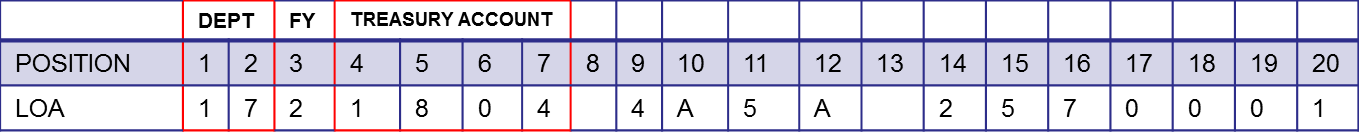 DEPT FY TREASURY ACCOUNT
POSITION 1 2 3 4 5 6 7 8 9 10 11 12 13 14 15 16 17 18 19 20
LOA 1 7 2 1 8 0 4 4 A 5 A 2 5 7 0 0 0 1